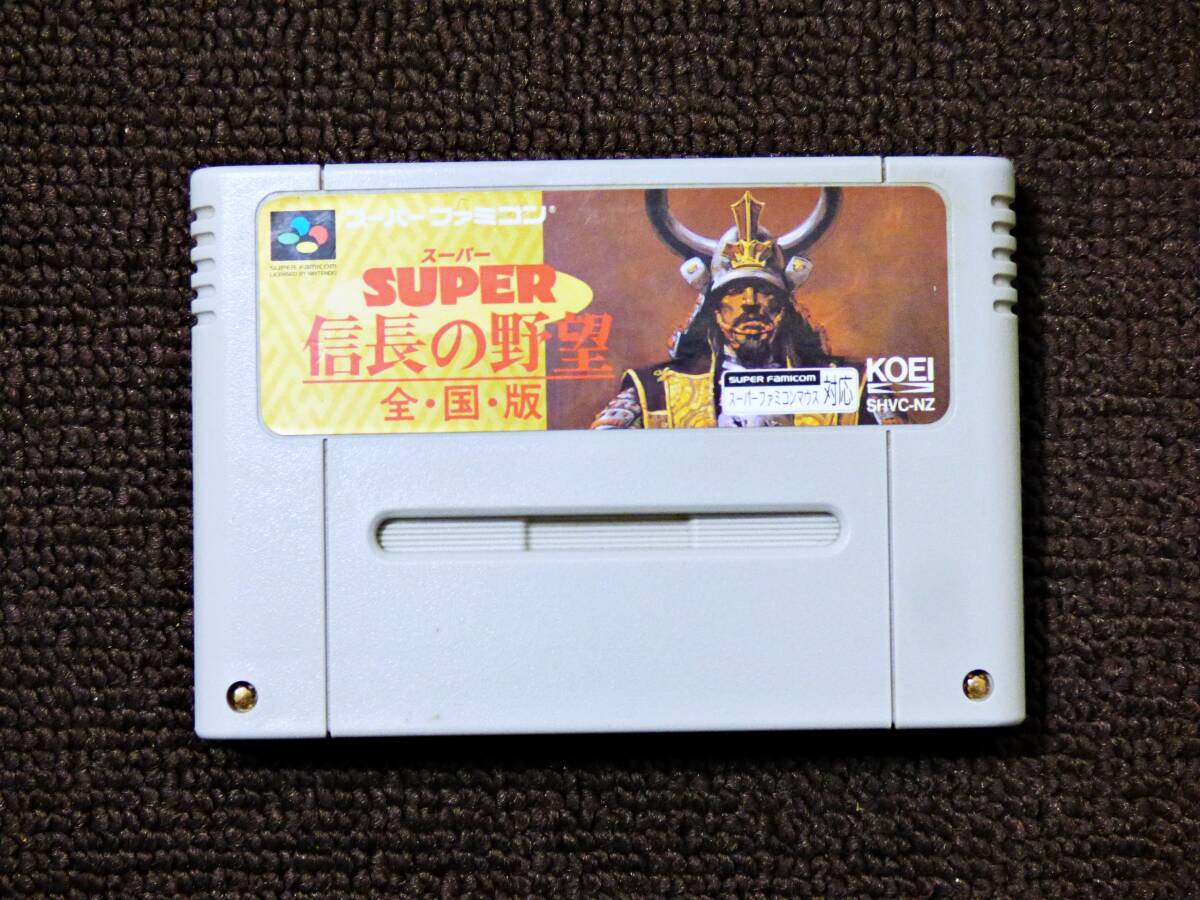 スーパーファミコン®
SUPER FAMICOM
LICENSED BY NINTENDO
スーパー
SUPER
信長の野望
全・国・版
SUPER FAMICOM
スーパーファミコンマウス 対応
KOEI
SHVC-NZ